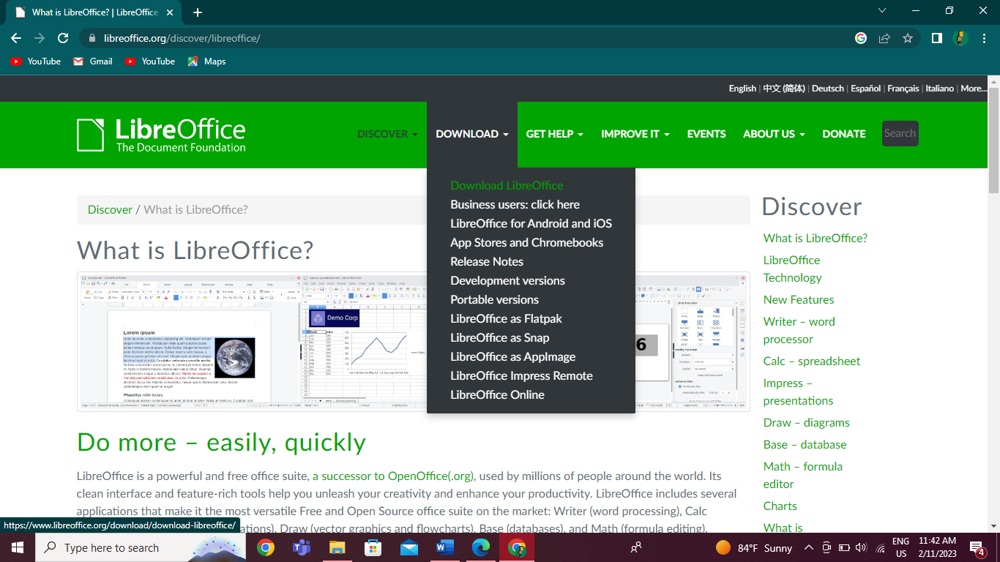 What is LibreOffice? | LibreOffice
libreoffice.org/discover/libreoffice/
YouTube Gmail YouTube Maps
English | 中文 (简体) | Deutsch | Español | Français | Italiano | More...
LibreOffice
The Document Foundation
DISCOVER DOWNLOAD GET HELP IMPROVE IT EVENTS ABOUT US DONATE Search
Download LibreOffice
Business users: click here
LibreOffice for Android and iOS
App Stores and Chromebooks
Release Notes
Development versions
Portable versions
LibreOffice as Flatpak
LibreOffice as Snap
LibreOffice as AppImage
LibreOffice Impress Remote
LibreOffice Online
Discover / What is LibreOffice?
What is LibreOffice?
Lorem ipsum
Demo Corp
Phasellus nibh lectus
6
Do more – easily, quickly
LibreOffice is a powerful and free office suite, a successor to OpenOffice(.org), used by millions of people around the world. Its
clean interface and feature-rich tools help you unleash your creativity and enhance your productivity. LibreOffice includes several
applications that make it the most versatile Free and Open Source office suite on the market: Writer (word processing), Calc
Draw (vector graphics and flowcharts), Base (databases), and Math (formula editing).
Discover
What is LibreOffice?
LibreOffice
Technology
New Features
Writer – word
processor
Calc – spreadsheet
Impress –
presentations
Draw – diagrams
Base – database
Math – formula
editor
Charts
What is
https://www.libreoffice.org/download/download-libreoffice/
Type here to search
84°F Sunny
ENG
US
11:42 AM
2/11/2023
4